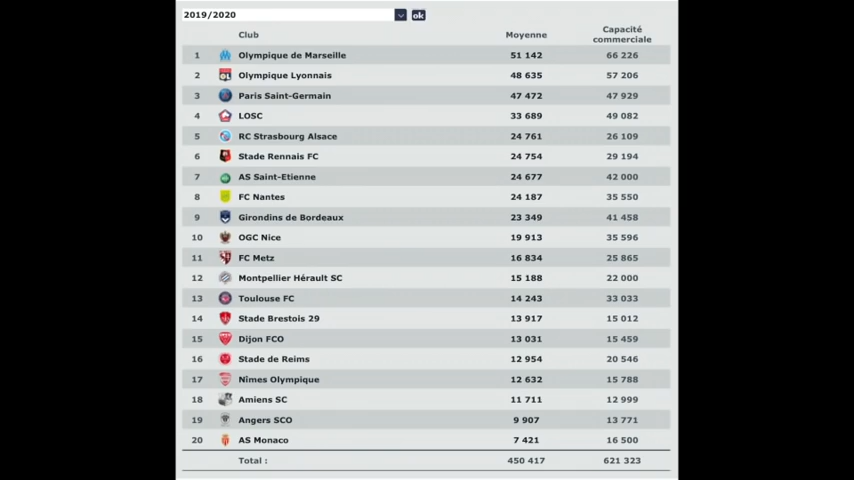 2019/2020 ok
Club Moyenne Capacité commerciale
1 Olympique de Marseille 51 142 66 226
2 Olympique Lyonnais 48 635 57 206
3 Paris Saint-Germain 47 472 47 929
4 LOSC 33 689 49 082
5 RC Strasbourg Alsace 24 761 26 109
6 Stade Rennais FC 24 754 29 194
7 AS Saint-Etienne 24 677 42 000
8 FC Nantes 24 187 35 550
9 Girondins de Bordeaux 23 349 41 458
10 OGC Nice 19 913 35 596
11 FC Metz 16 834 25 865
12 Montpellier Hérault SC 15 188 22 000
13 Toulouse FC 14 243 33 033
14 Stade Brestois 29 13 917 15 012
15 Dijon FCO 13 031 15 459
16 Stade de Reims 12 954 20 546
17 Nîmes Olympique 12 632 15 788
18 Amiens SC 11 711 12 999
19 Angers SCO 9 907 13 771
20 AS Monaco 7 421 16 500
Total : 450 417 621 323